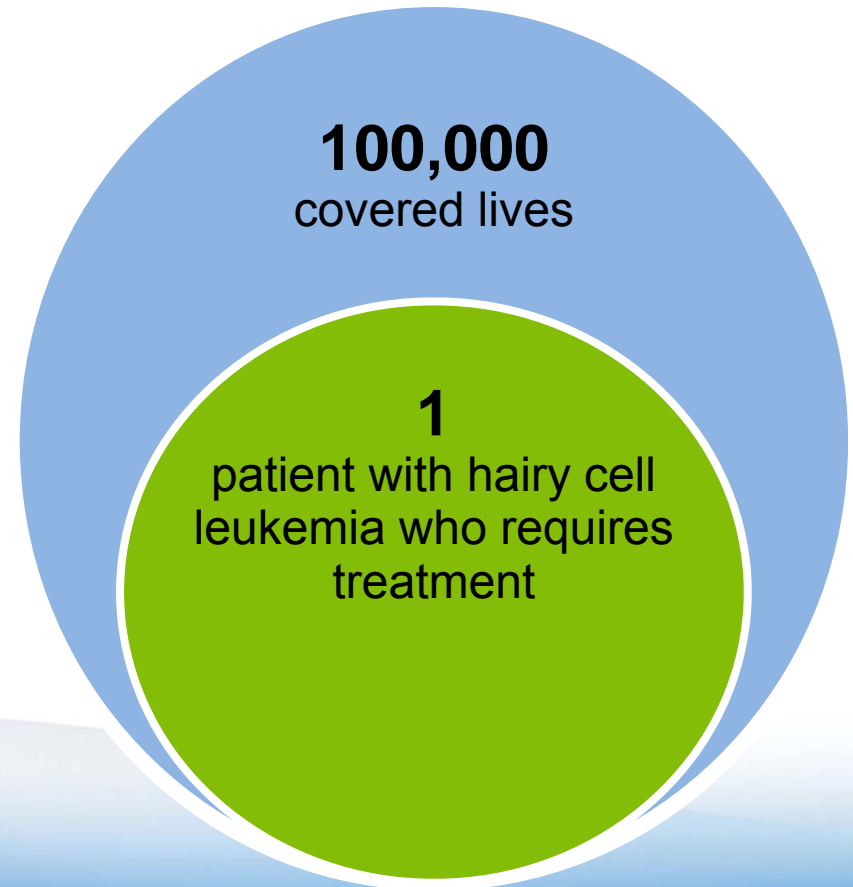 100,000
covered lives
1
patient with hairy cell
leukemia who requires
treatment